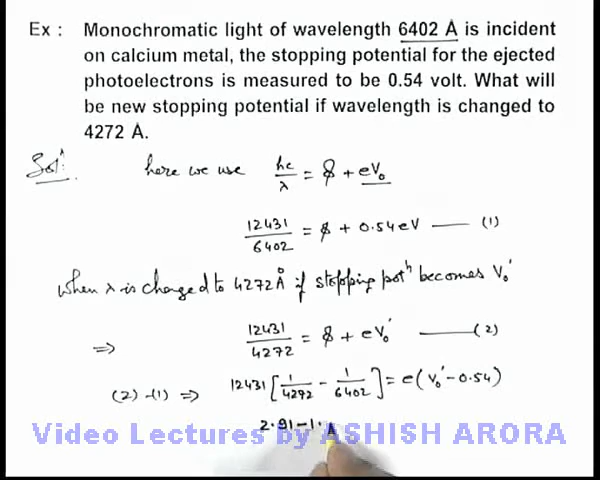 Ex : Monochromatic light of wavelength 6402 Å is incident
on calcium metal, the stopping potential for the ejected
photoelectrons is measured to be 0.54 volt. What will
be new stopping potential if wavelength is changed to
4272 Å.
Solⁿ. here we use hc/λ = ϕ + eV₀
12431/6402 = ϕ + 0.54eV —— (1)
When λ is changed to 4272Å if stopping potⁿ becomes V₀'
⇒ 12431/4272 = ϕ + eV₀' —— (2)
(2) -(1) ⇒ 12431 [1/4272 - 1/6402] = e(V₀' - 0.54)
2.91-1.
Video Lectures by ASHISH ARORA